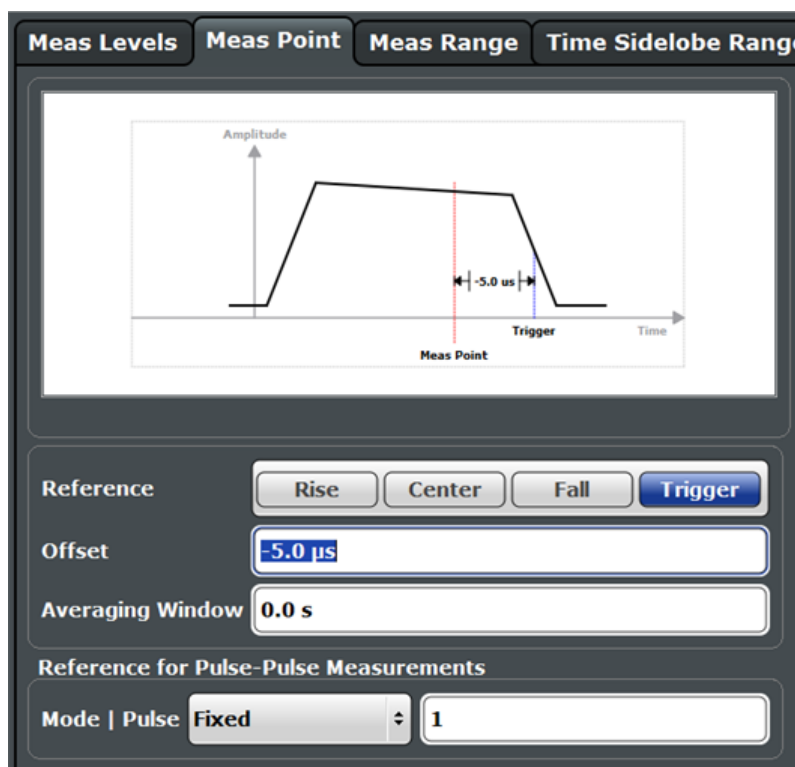 Meas Levels Meas Point Meas Range Time Sidelobe Range
Amplitude
-5.0 us
Trigger Time
Meas Point
Reference Rise Center Fall Trigger
Offset -5.0 µs
Averaging Window 0.0 s
Reference for Pulse-Pulse Measurements
Mode | Pulse Fixed 1